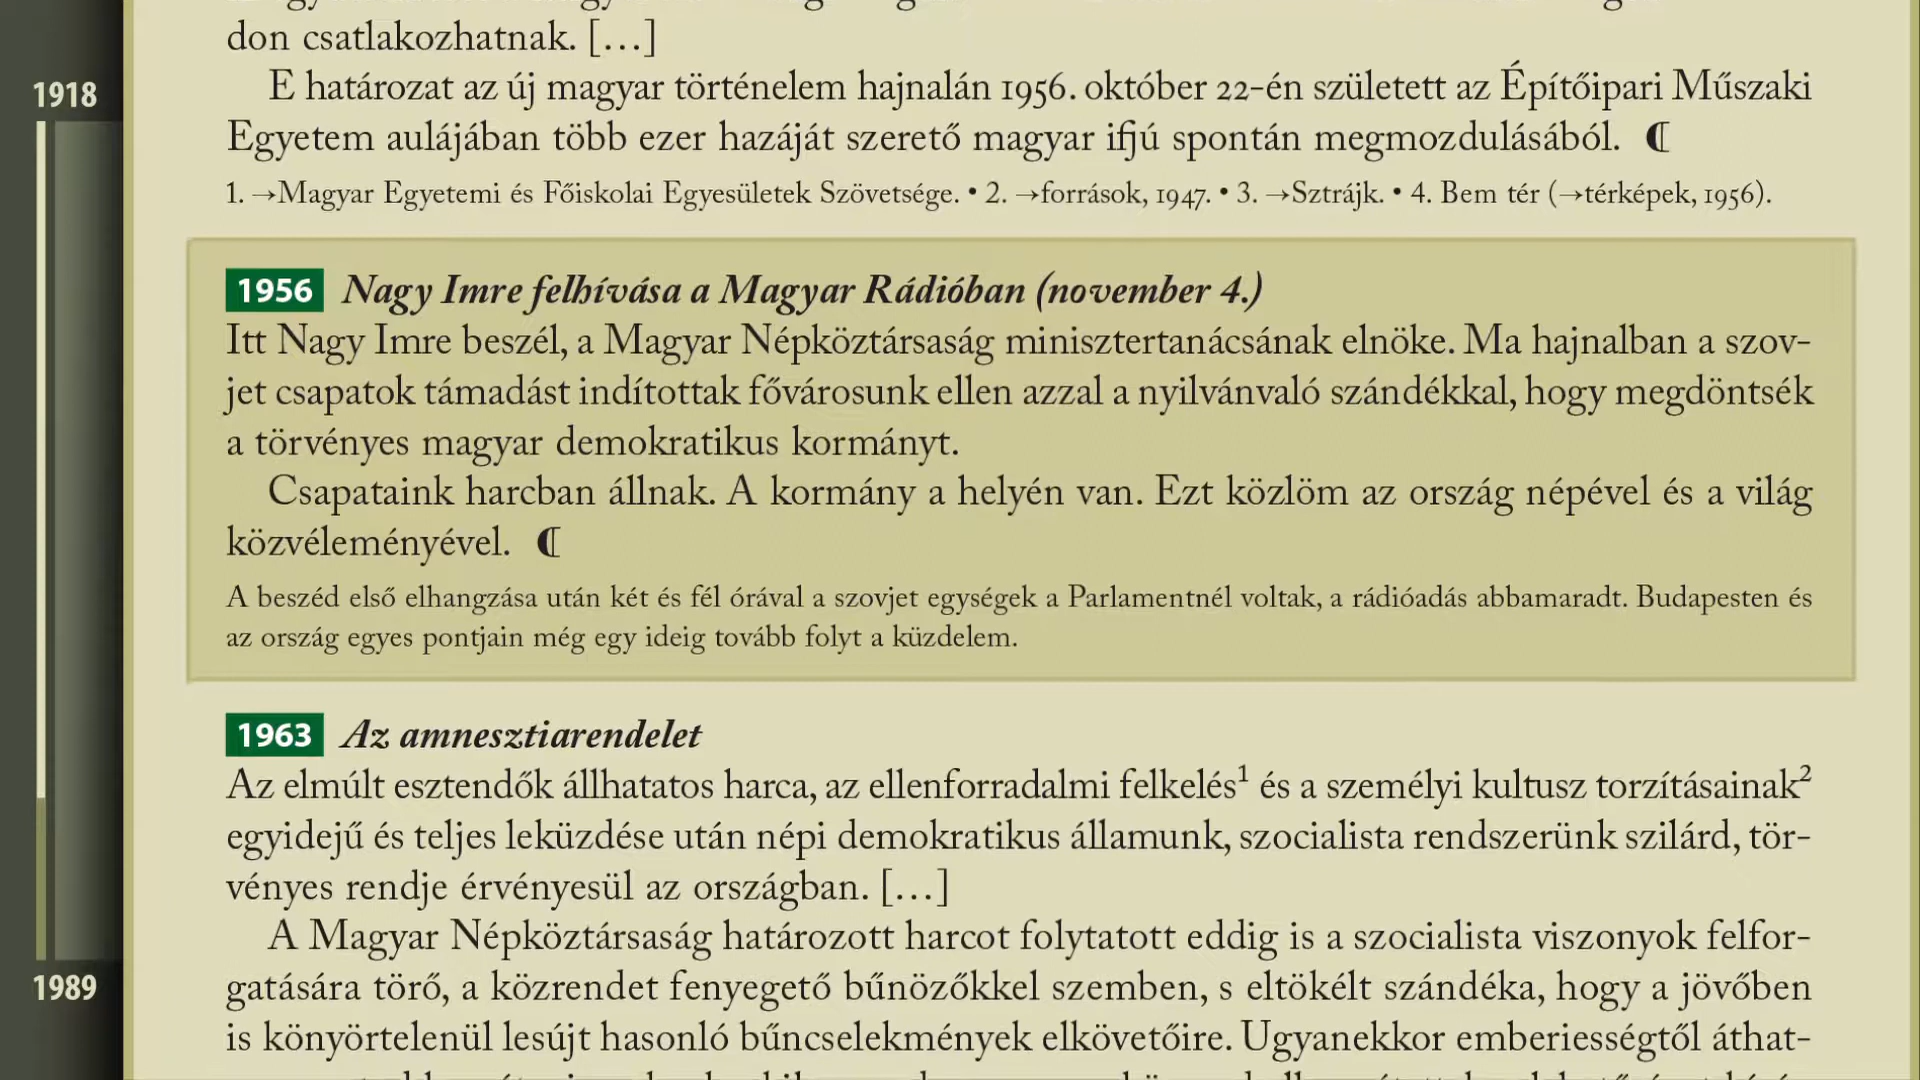 don csatlakozhatnak. […]
E határozat az új magyar történelem hajnalán 1956. október 22-én született az Építőipari Műszaki
Egyetem aulájában több ezer hazáját szerető magyar ifjú spontán megmozdulásából. ⁋
1. →Magyar Egyetemi és Főiskolai Egyesületek Szövetsége. • 2. →források, 1947. • 3. →Sztrájk. • 4. Bem tér (→térképek, 1956).
1956 Nagy Imre felhívása a Magyar Rádióban (november 4.)
Itt Nagy Imre beszél, a Magyar Népköztársaság minisztertanácsának elnöke. Ma hajnalban a szov-
jet csapatok támadást indítottak fővárosunk ellen azzal a nyilvánvaló szándékkal, hogy megdöntsék
a törvényes magyar demokratikus kormányt.
Csapataink harcban állnak. A kormány a helyén van. Ezt közlöm az ország népével és a világ
közvéleményével. ⁋
A beszéd első elhangzása után két és fél órával a szovjet egységek a Parlamentnél voltak, a rádióadás abbamaradt. Budapesten és
az ország egyes pontjain még egy ideig tovább folyt a küzdelem.
1963 Az amnesztiarendelet
Az elmúlt esztendők állhatatos harca, az ellenforradalmi felkelés¹ és a személyi kultusz torzításainak²
egyidejű és teljes leküzdése után népi demokratikus államunk, szocialista rendszerünk szilárd, tör-
vényes rendje érvényesül az országban. […]
A Magyar Népköztársaság határozott harcot folytatott eddig is a szocialista viszonyok felfor-
gatására törő, a közrendet fenyegető bűnözőkkel szemben, s eltökélt szándéka, hogy a jövőben
is könyörtelenül lesújt hasonló bűncselekmények elkövetőire. Ugyanekkor emberiességtől áthat-
1918
1989